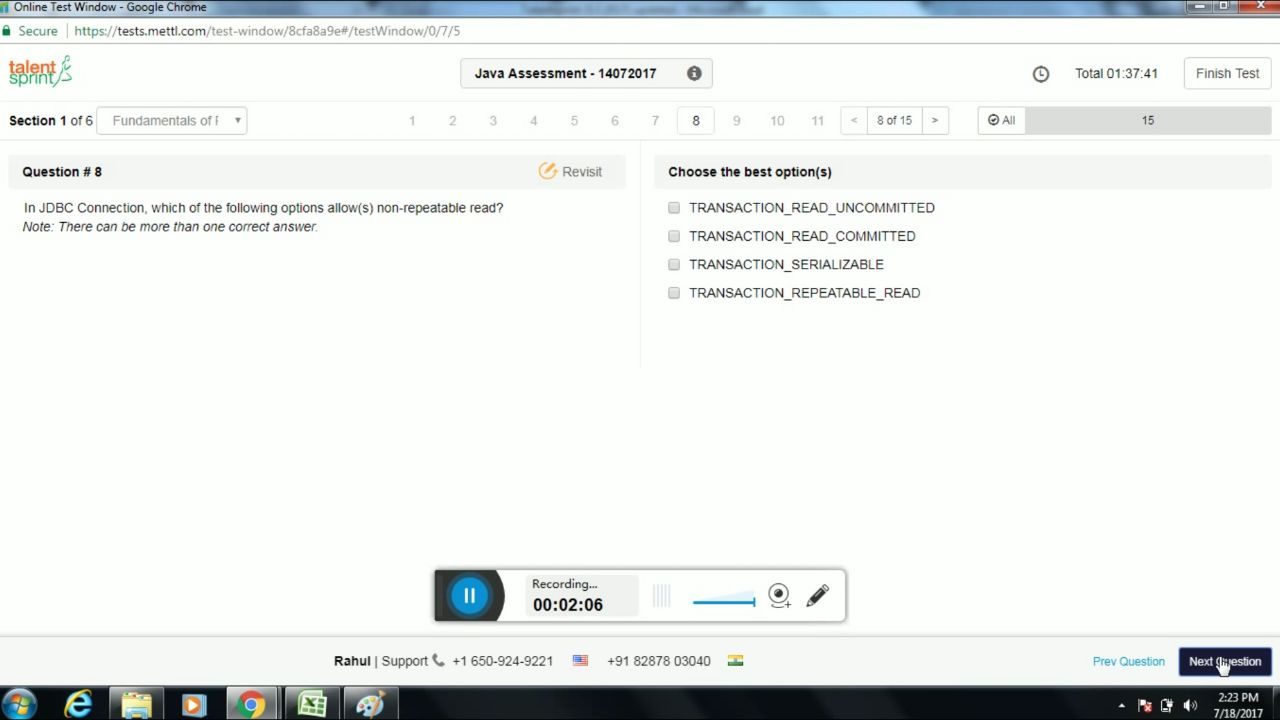 Online Test Window - Google Chrome
Secure https://tests.mettl.com/test-window/8cfa8a9e#/testWindow/0/7/5
talent sprint
Java Assessment - 14072017
Total 01:37:41
Finish Test
Section 1 of 6
Fundamentals of
1 2 3 4 5 6 7 8 9 10 11 < 8 of 15 >
All 15
Question # 8
Revisit
In JDBC Connection, which of the following options allow(s) non-repeatable read?
Note: There can be more than one correct answer.
Choose the best option(s)
TRANSACTION_READ_UNCOMMITTED
TRANSACTION_READ_COMMITTED
TRANSACTION_SERIALIZABLE
TRANSACTION_REPEATABLE_READ
Recording...
00:02:06
Rahul | Support +1 650-924-9221 +91 82878 03040
Prev Question
Next Question
2:23 PM
7/18/2017